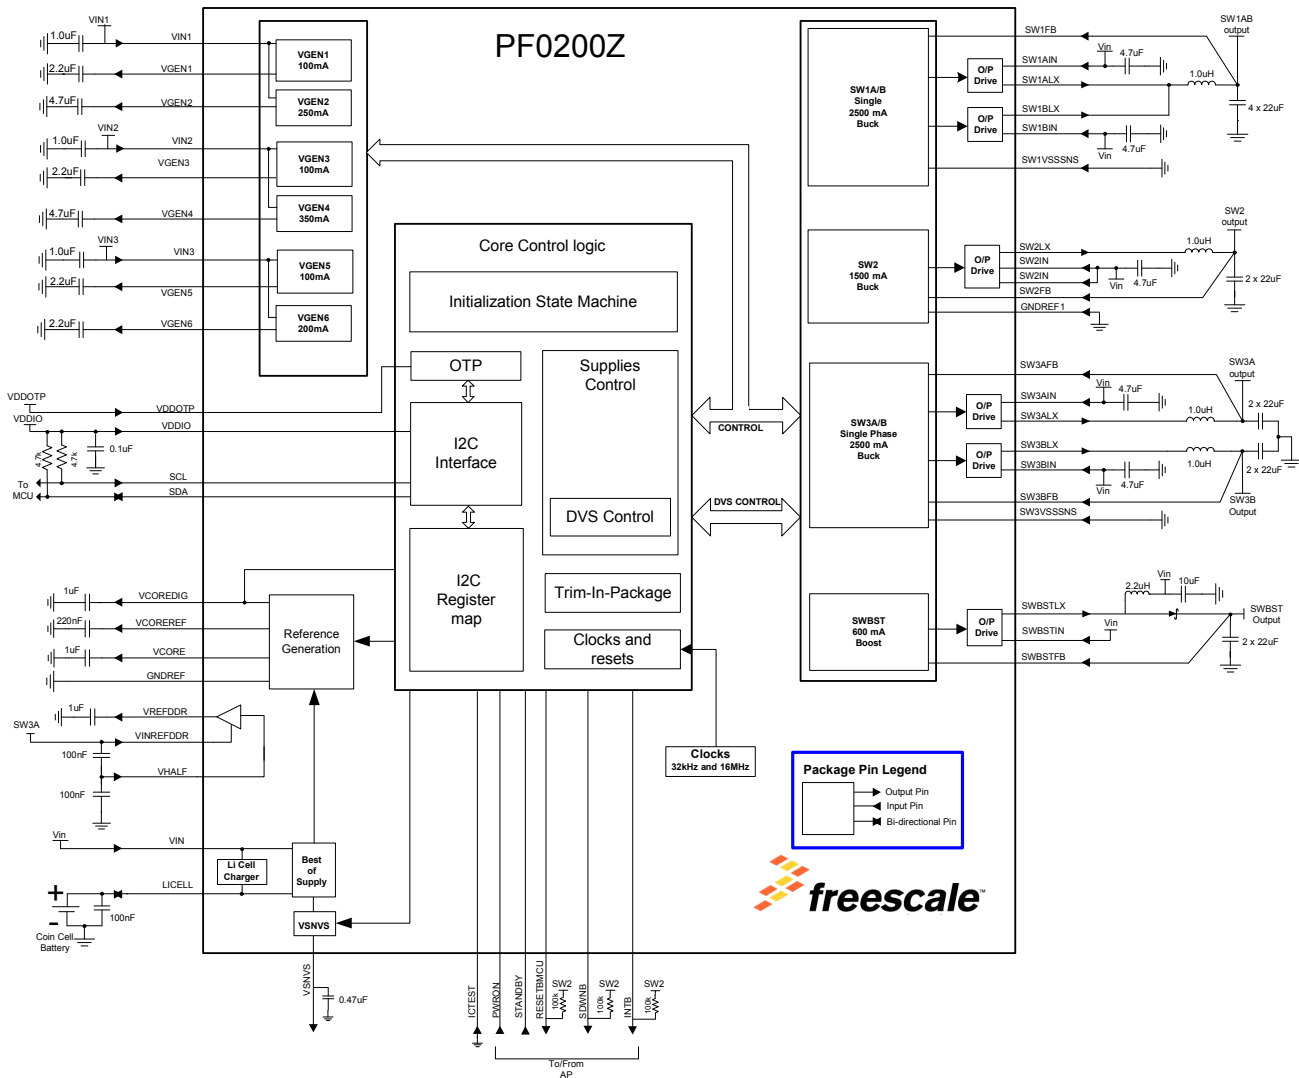 PF0200Z
VIN1
1.0uF
VIN1
2.2uF
VGEN1
4.7uF
VGEN2
VIN2
1.0uF
VIN2
VGEN3
2.2uF
4.7uF
VGEN4
VIN3
1.0uF
VIN3
2.2uF
VGEN5
2.2uF
VGEN6
VGEN1
100mA
VGEN2
250mA
VGEN3
100mA
VGEN4
350mA
VGEN5
100mA
VGEN6
200mA
VDDOTP
VDDOTP
VDDIO
VDDIO
4.7k
4.7k
0.1uF
To
MCU
SCL
SDA
1uF
VCOREDIG
220nF
VCOREREF
1uF
VCORE
GNDREF
Reference
Generation
1uF
VREFDDR
SW3A
VINREFDDR
100nF
VHALF
100nF
Vin
VIN
Li Cell
Charger
Best
of
Supply
LICELL
+
-
100nF
Coin Cell
Battery
VSNVS
VSNVS
0.47uF
Core Control logic
Initialization State Machine
OTP
I2C
Interface
I2C
Register
map
Supplies
Control
DVS Control
Trim-In-Package
Clocks and
resets
CONTROL
DVS CONTROL
Clocks
32kHz and 16MHz
ICTEST
PWRON
STANDBY
RESETBMCU
100k
SW2
SDWNB
100k
SW2
INTB
100k
SW2
To/From
AP
SW1A/B
Single
2500 mA
Buck
O/P
Drive
O/P
Drive
SW1FB
SW1AIN
SW1ALX
SW1BLX
SW1BIN
SW1VSSSNS
Vin
4.7uF
Vin
4.7uF
1.0uH
SW1AB
output
4 x 22uF
SW2
1500 mA
Buck
O/P
Drive
SW2LX
SW2IN
SW2IN
SW2FB
GNDREF1
Vin
4.7uF
1.0uH
SW2
output
2 x 22uF
SW3A/B
Single Phase
2500 mA
Buck
O/P
Drive
O/P
Drive
SW3AFB
SW3AIN
SW3ALX
SW3BLX
SW3BIN
SW3BFB
SW3VSSSNS
Vin
4.7uF
1.0uH
1.0uH
Vin
4.7uF
SW3A
output
2 x 22uF
2 x 22uF
SW3B
Output
SWBST
600 mA
Boost
O/P
Drive
SWBSTLX
SWBSTIN
SWBSTFB
2.2uH
Vin
10uF
Vin
SWBST
Output
2 x 22uF
Package Pin Legend
Output Pin
Input Pin
Bi-directional Pin
freescale™